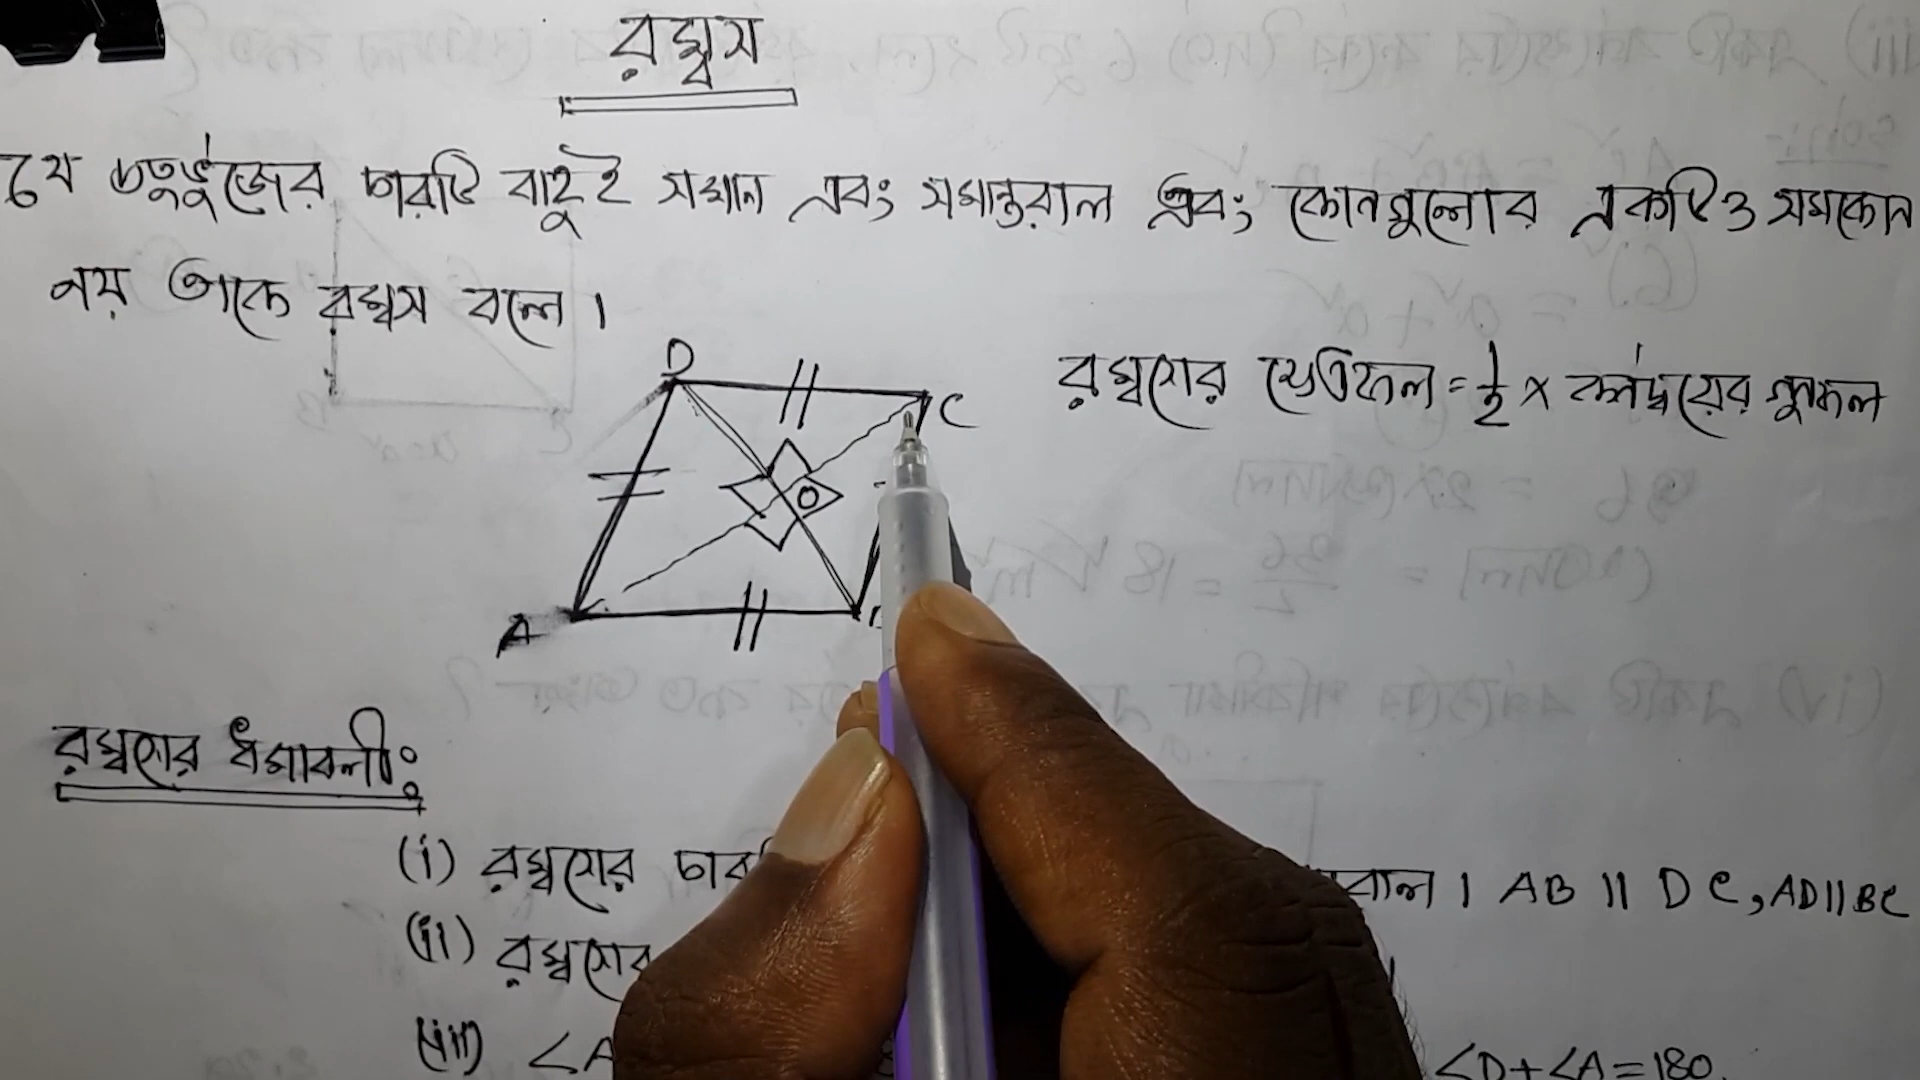 রম্বস
যে চতুর্ভুজের চারটি বাহুই সমান এবং সমান্তরাল এবং কোনগুলোর একটিও সমকোন
নয় তাকে রম্বস বলে।
রম্বসের ক্ষেত্রফল = 1/2 × কর্ণদ্বয়ের গুনফল
D
C
O
A
রম্বসের ধর্মাবলী:
(i) রম্বসের চার রাল। AB || DC, AD || BC
(ii) রম্বসের
(iii) ∠A ∠D+∠A=180.